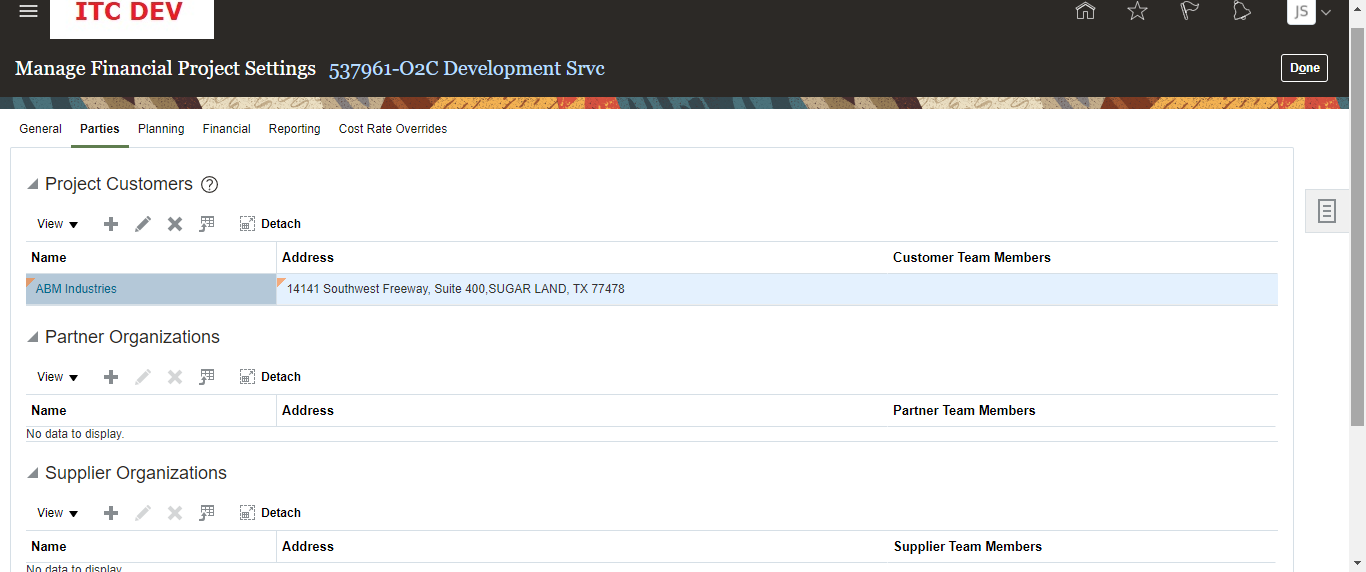 ITC DEV
JS
Manage Financial Project Settings 537961-O2C Development Srvc
Done
General Parties Planning Financial Reporting Cost Rate Overrides
Project Customers ?
View Detach
Name Address Customer Team Members
ABM Industries 14141 Southwest Freeway, Suite 400,SUGAR LAND, TX 77478
Partner Organizations
View Detach
Name Address Partner Team Members
No data to display.
Supplier Organizations
View Detach
Name Address Supplier Team Members
No data to display.